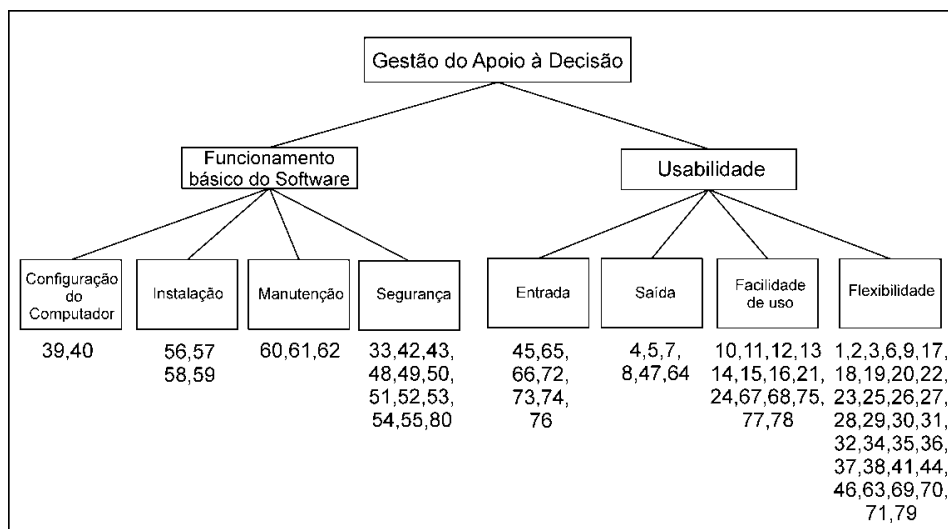 Gestão do Apoio à Decisão
Funcionamento
básico do Software
Usabilidade
Configuração
do
Computador
Instalação
Manutenção
Segurança
Entrada
Saída
Facilidade
de uso
Flexibilidade
39,40
56,57
58,59
60,61,62
33,42,43,
48,49,50,
51,52,53,
54,55,80
45,65,
66,72,
73,74,
76
4,5,7,
8,47,64
10,11,12,13
14,15,16,21,
24,67,68,75,
77,78
1,2,3,6,9,17,
18,19,20,22,
23,25,26,27,
28,29,30,31,
32,34,35,36,
37,38,41,44,
46,63,69,70,
71,79